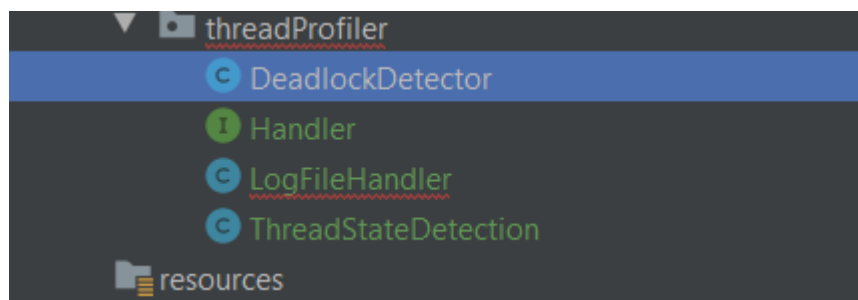 threadProfiler
C DeadlockDetector
I Handler
C LogFileHandler
C ThreadStateDetection
resources